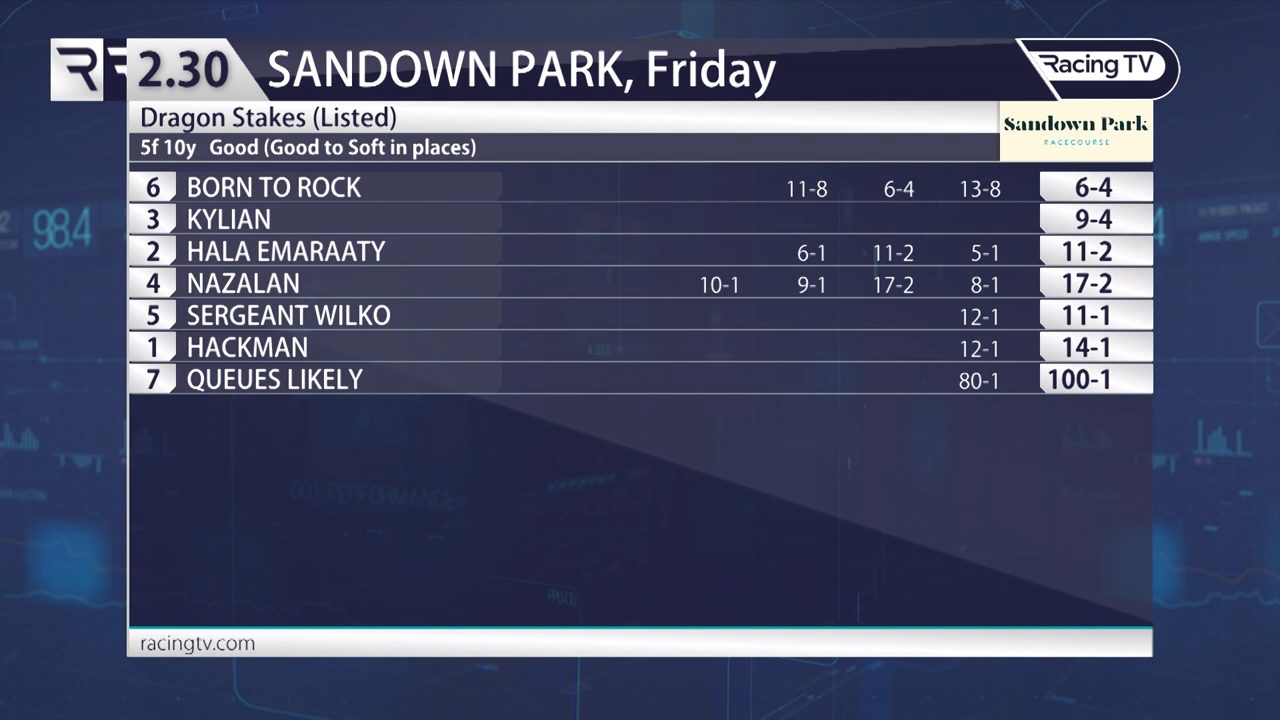 2.30 SANDOWN PARK, Friday
Racing TV
Dragon Stakes (Listed)
Sandown Park
RACECOURSE
5f 10y Good (Good to Soft in places)
6 BORN TO ROCK 11-8 6-4 13-8 6-4
3 KYLIAN 9-4
2 HALA EMARAATY 6-1 11-2 5-1 11-2
4 NAZALAN 10-1 9-1 17-2 8-1 17-2
5 SERGEANT WILKO 12-1 11-1
1 HACKMAN 12-1 14-1
7 QUEUES LIKELY 80-1 100-1
98.4
racingtv.com